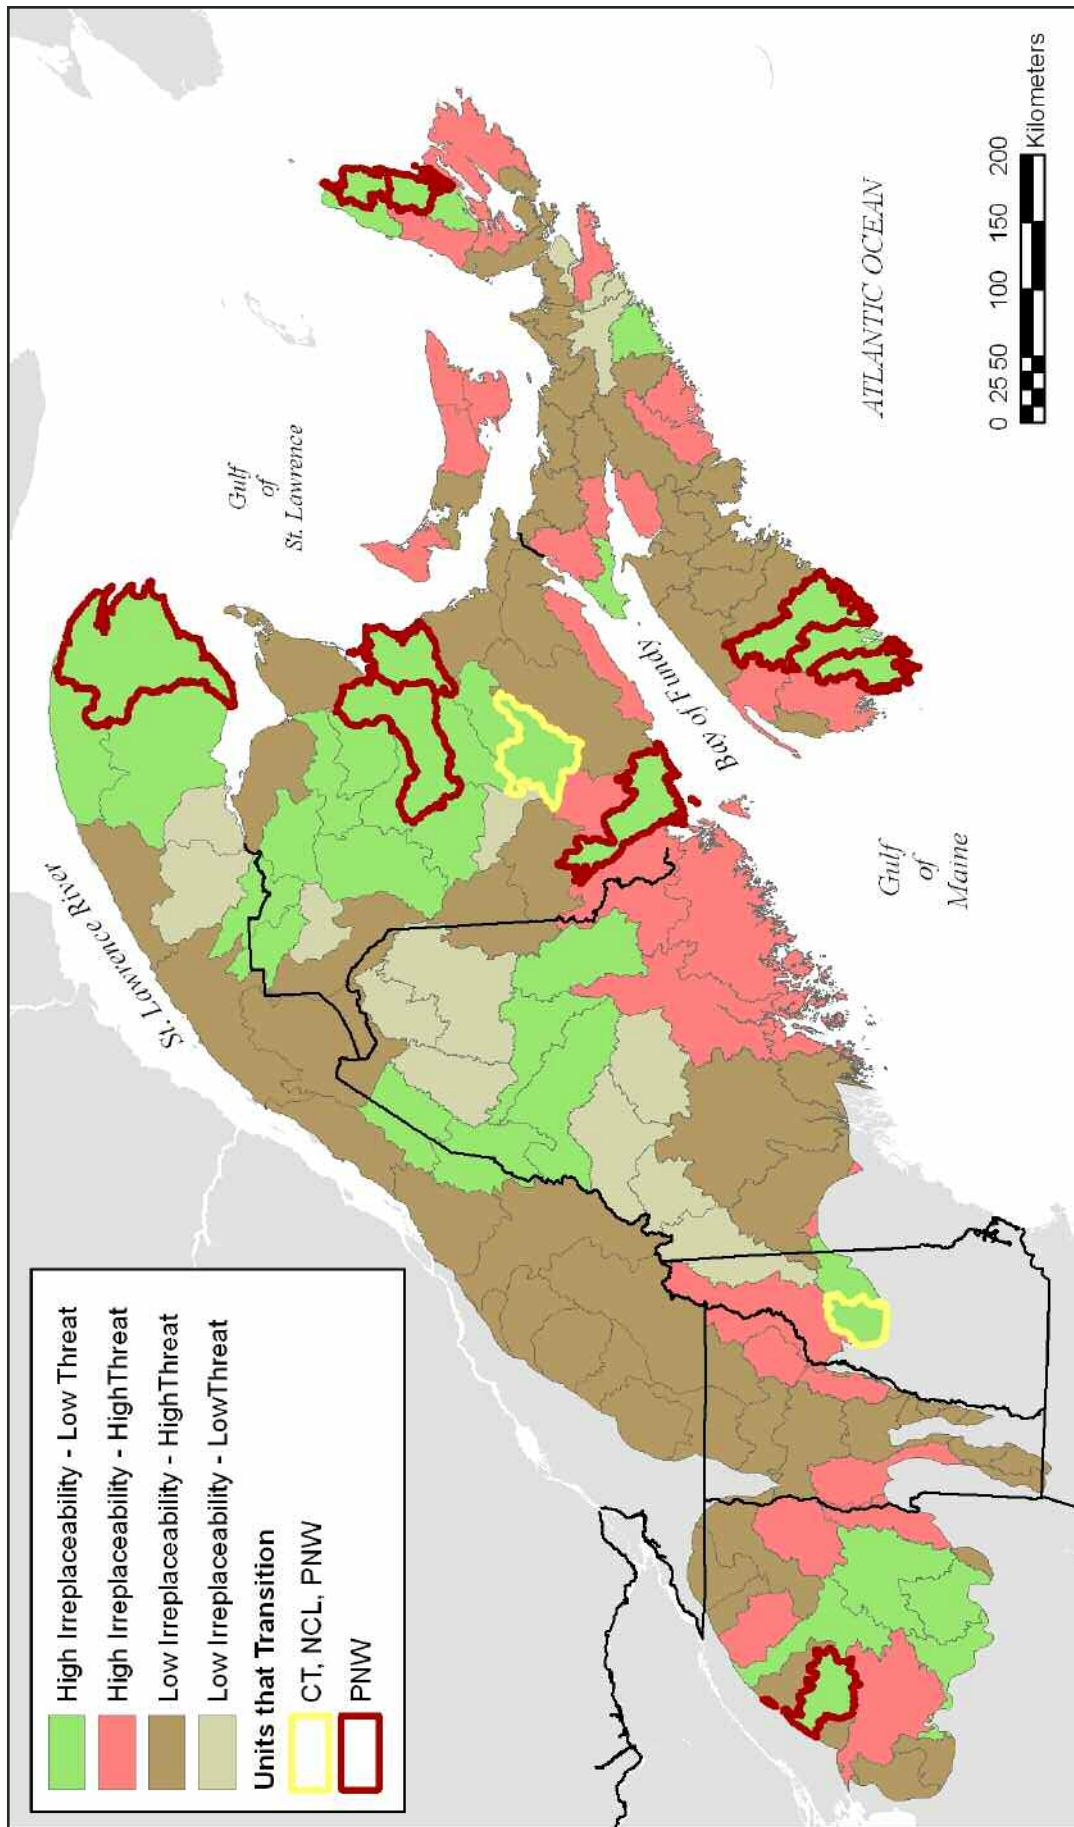 High Irreplaceability - Low Threat
High Irreplaceability - HighThreat
Low Irreplaceability - HighThreat
Low Irreplaceability - LowThreat
Units that Transition
CT, NCL, PNW
PNW
St. Lawrence River
Gulf
of
St. Lawrence
Bay of Fundy
Gulf
of
Maine
ATLANTIC OCEAN
0 25 50 100 150 200
Kilometers